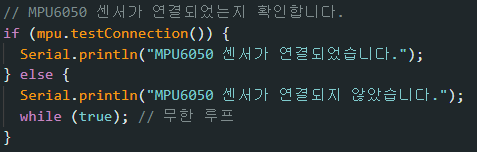 // MPU6050 센서가 연결되었는지 확인합니다.
if (mpu.testConnection()) {
  Serial.println("MPU6050 센서가 연결되었습니다.");
} else {
  Serial.println("MPU6050 센서가 연결되지 않았습니다.");
  while (true); // 무한 루프
}